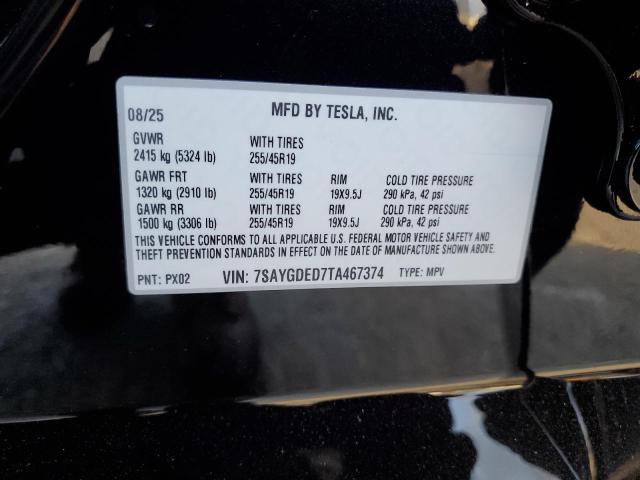 08/25 MFD BY TESLA, INC.
GVWR WITH TIRES
2415 kg (5324 lb) 255/45R19
GAWR FRT WITH TIRES RIM COLD TIRE PRESSURE
1320 kg (2910 lb) 255/45R19 19X9.5J 290 kPa, 42 psi
GAWR RR WITH TIRES RIM COLD TIRE PRESSURE
1500 kg (3306 lb) 255/45R19 19X9.5J 290 kPa, 42 psi
THIS VEHICLE CONFORMS TO ALL APPLICABLE U.S. FEDERAL MOTOR VEHICLE SAFETY AND
THEFT PREVENTION STANDARDS IN EFFECT ON THE DATE OF MANUFACTURE SHOWN ABOVE.
PNT: PX02 VIN: 7SAYGDED7TA467374 TYPE: MPV